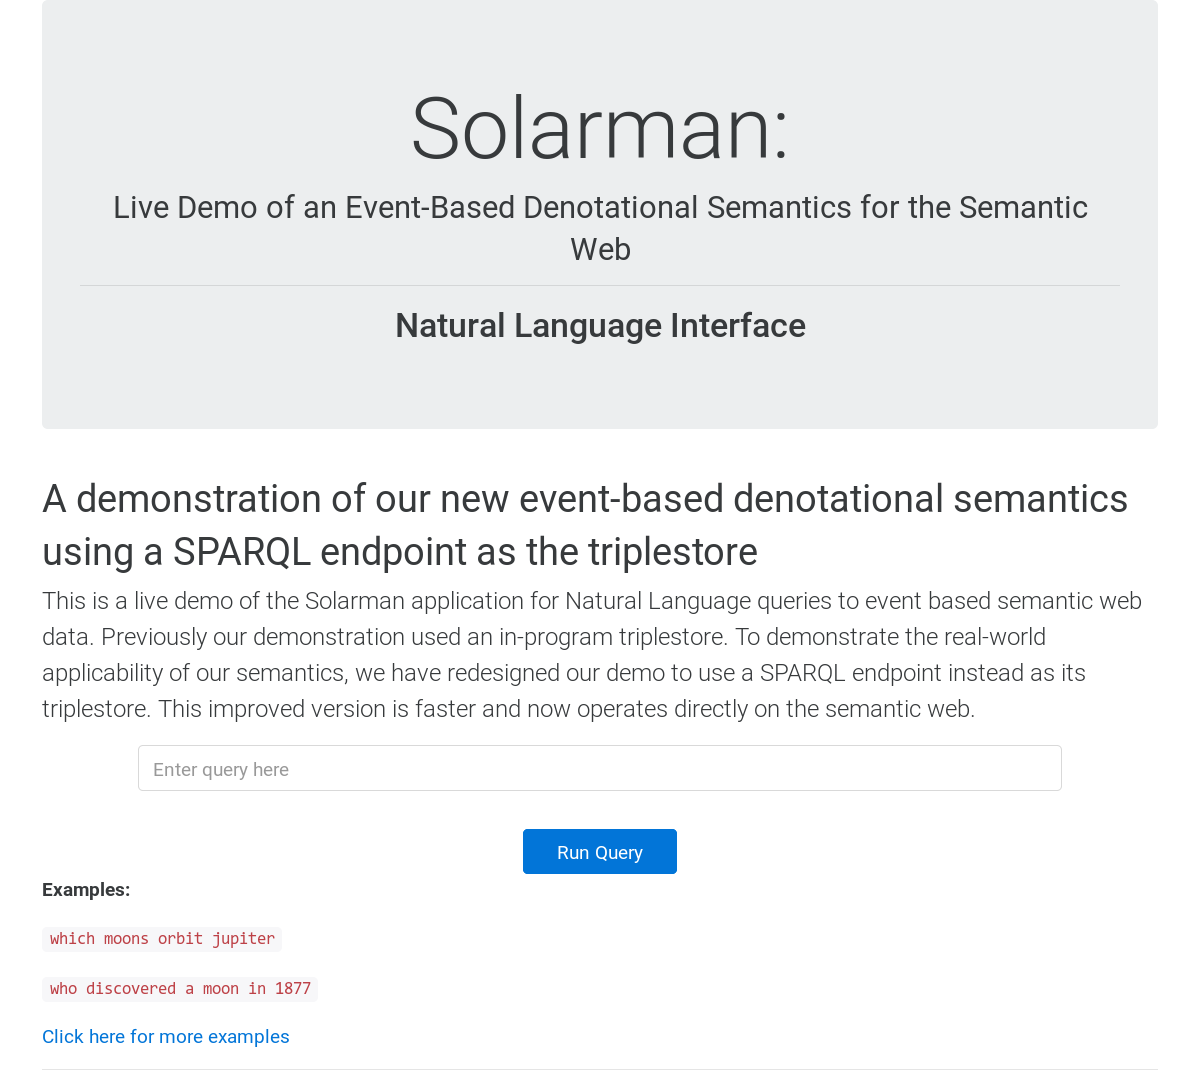 Solarman:
Live Demo of an Event-Based Denotational Semantics for the Semantic
Web
Natural Language Interface
A demonstration of our new event-based denotational semantics
using a SPARQL endpoint as the triplestore
This is a live demo of the Solarman application for Natural Language queries to event based semantic web
data. Previously our demonstration used an in-program triplestore. To demonstrate the real-world
applicability of our semantics, we have redesigned our demo to use a SPARQL endpoint instead as its
triplestore. This improved version is faster and now operates directly on the semantic web.
Enter query here
Run Query
Examples:
which moons orbit jupiter
who discovered a moon in 1877
Click here for more examples